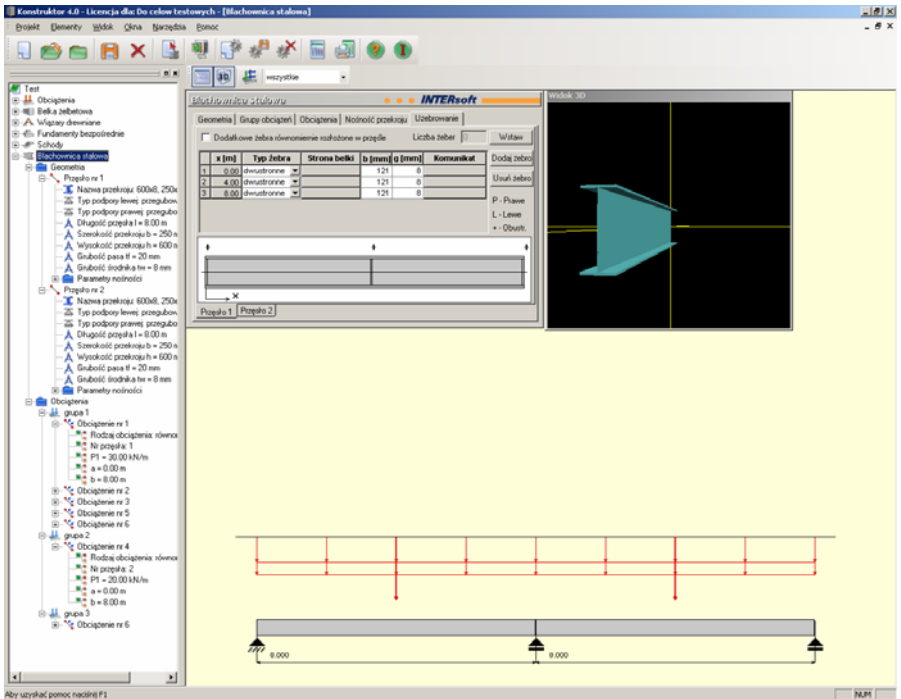 Konstruktor 4.0 - Licencja dla: Do celow testowych - [Blachownica stalowa]
Projekt Elementy Widok Okna Narzędzia Pomoc
wszystkie
Test
Obciążenia
Belka żelbetowa
Wiązary drewniane
Fundamenty bezpośrednie
Schody
Blachownica stalowa
Geometria
Przęsło nr 1
Nazwa przekroju: 600x8, 250x
Typ podpory lewej: przegubow
Typ podpory prawej: przegubo
Długość przęsła l = 8.00 m
Szerokość przekroju b = 250 n
Wysokość przekroju h = 600 n
Grubość pasa tf = 20 mm
Grubość środnika tw = 8 mm
Parametry nośności
Przęsło nr 2
Nazwa przekroju: 600x8, 250x
Typ podpory lewej: przegubow
Typ podpory prawej: przegubo
Długość przęsła l = 8.00 m
Szerokość przekroju b = 250 n
Wysokość przekroju h = 600 n
Grubość pasa tf = 20 mm
Grubość środnika tw = 8 mm
Parametry nośności
Obciążenia
grupa 1
Obciążenie nr 1
Rodzaj obciążenia: równor
Nr przęsła: 1
P1 = 30.00 kN/m
a = 0.00 m
b = 8.00 m
Obciążenie nr 2
Obciążenie nr 3
Obciążenie nr 5
Obciążenie nr 6
grupa 2
Obciążenie nr 4
Rodzaj obciążenia: równor
Nr przęsła: 2
P1 = 20.00 kN/m
a = 0.00 m
b = 8.00 m
grupa 3
Obciążenie nr 6
Blachownica stalowa INTERsoft
Geometria Grupy obciążeń Obciążenia Nośność przekroju Użebrowanie
Dodatkowe żebra równomiernie rozłożone w przęśle Liczba żeber 0 Wstaw
x [m] Typ żebra Strona belki b [mm] g [mm] Komunikat Dodaj żebro
1 0.00 dwustronne 121 8
2 4.00 dwustronne 121 8 Usuń żebro
3 8.00 dwustronne 121 8
P - Prawe
L - Lewe
+ - Obustr.
x
Przęsło 1 Przęsło 2
Widok 3D
8.000 8.000
Aby uzyskać pomoc naciśnij F1 NUM